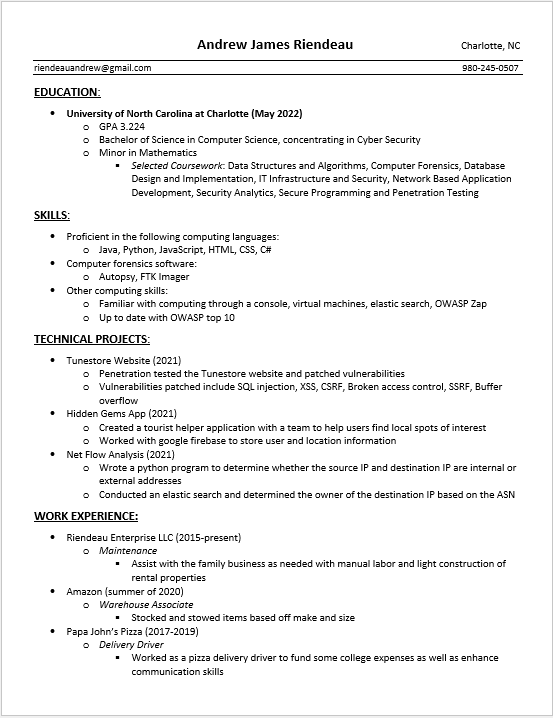 Andrew James Riendeau
Charlotte, NC
riendeauandrew@gmail.com
980-245-0507
EDUCATION:
• University of North Carolina at Charlotte (May 2022)
o GPA 3.224
o Bachelor of Science in Computer Science, concentrating in Cyber Security
o Minor in Mathematics
▪ Selected Coursework: Data Structures and Algorithms, Computer Forensics, Database
Design and Implementation, IT Infrastructure and Security, Network Based Application
Development, Security Analytics, Secure Programming and Penetration Testing
SKILLS:
• Proficient in the following computing languages:
o Java, Python, JavaScript, HTML, CSS, C#
• Computer forensics software:
o Autopsy, FTK Imager
• Other computing skills:
o Familiar with computing through a console, virtual machines, elastic search, OWASP Zap
o Up to date with OWASP top 10
TECHNICAL PROJECTS:
• Tunestore Website (2021)
o Penetration tested the Tunestore website and patched vulnerabilities
o Vulnerabilities patched include SQL injection, XSS, CSRF, Broken access control, SSRF, Buffer
overflow
• Hidden Gems App (2021)
o Created a tourist helper application with a team to help users find local spots of interest
o Worked with google firebase to store user and location information
• Net Flow Analysis (2021)
o Wrote a python program to determine whether the source IP and destination IP are internal or
external addresses
o Conducted an elastic search and determined the owner of the destination IP based on the ASN
WORK EXPERIENCE:
• Riendeau Enterprise LLC (2015-present)
o Maintenance
▪ Assist with the family business as needed with manual labor and light construction of
rental properties
• Amazon (summer of 2020)
o Warehouse Associate
▪ Stocked and stowed items based off make and size
• Papa John's Pizza (2017-2019)
o Delivery Driver
▪ Worked as a pizza delivery driver to fund some college expenses as well as enhance
communication skills